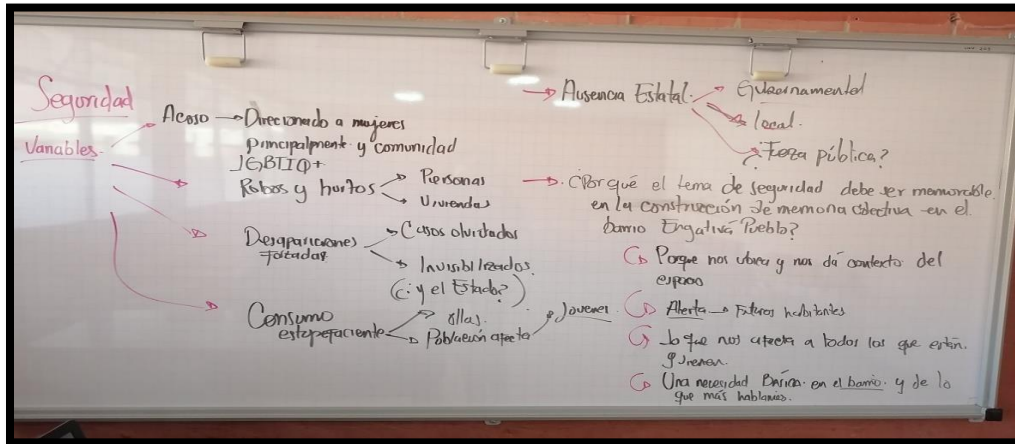 Seguridad
Variables.
Acoso → Direcionado a mujeres
principalmente y comunidad
LGBTIQ+
Robos y hurtos → Personas
→ Viviendas
Desapariciones
forzadas
→ Casos olvidados
→ Invisibilizados.
(¿y el Estado?)
Consumo
estupefaciente
→ ollas.
→ Población afecta → Jovenes
→ Ausencia Estatal. → Gubernamental
→ local.
→ ¿Fuerza pública?
→ ¿Por qué el tema de seguridad debe ser memorable
en la construcción de memoria colectiva en el
barrio Engativá Pueblo?
Porque nos ubica y nos dá contexto del
espacio
Alerta → Futuros habitantes
Lo que nos afecta a todos los que están.
y vienen.
Una necesidad Básica. en el barrio. y de lo
que más hablamos.